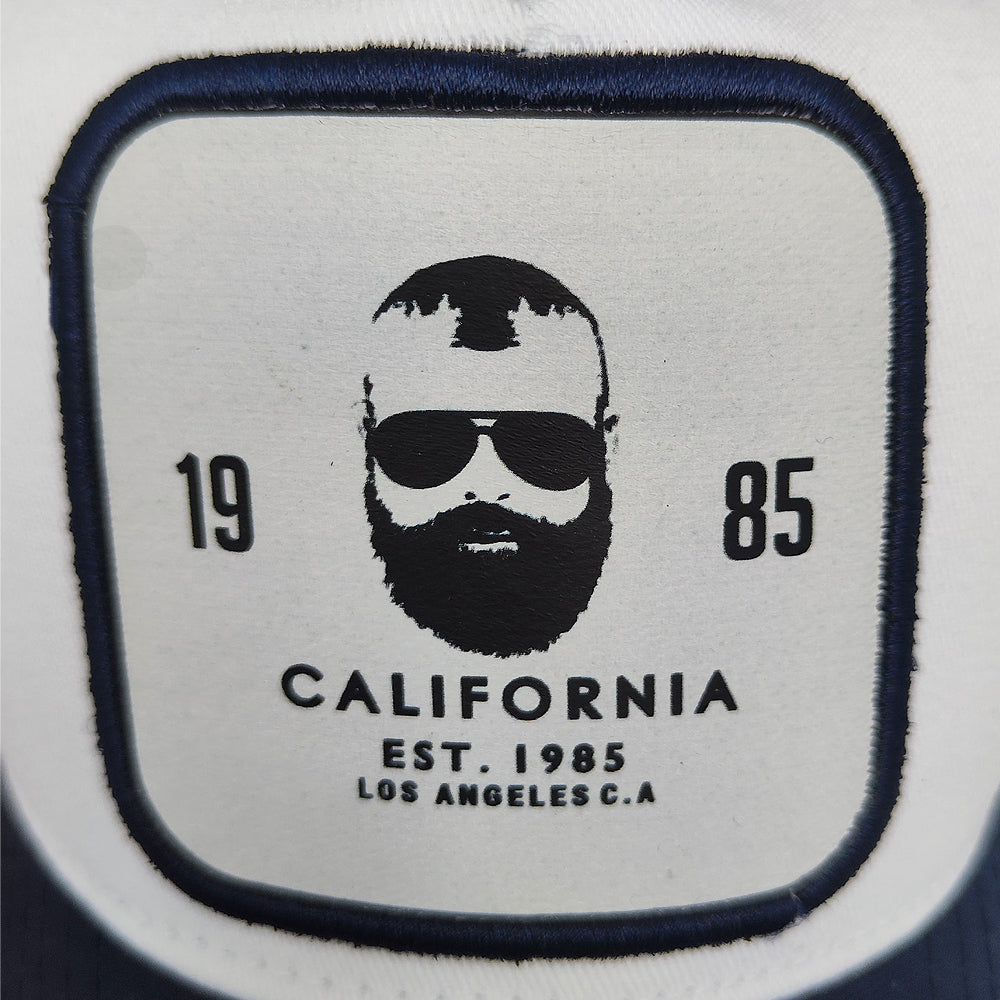 19 85
CALIFORNIA
EST. 1985
LOS ANGELES C.A